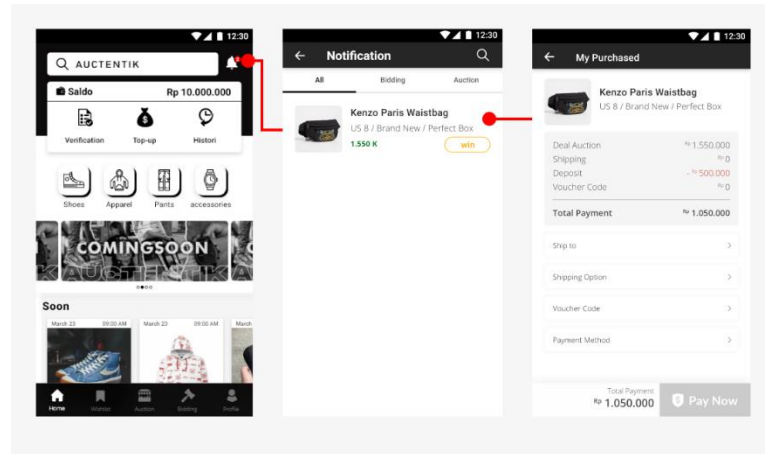 12:30
AUCTENTIK
Saldo
Rp 10.000.000
Verification
Top-up
Histori
Shoes
Apparel
Pants
accessories
COMINGSOON
AUCTENTIK
Soon
March 23
09:00 AM
March 23
09:00 AM
March
Home
Wishlist
Auction
Bidding
Profile
12:30
Notification
All
Bidding
Auction
Kenzo Paris Waistbag
US 8 / Brand New / Perfect Box
1.550 K
win
12:30
My Purchased
Kenzo Paris Waistbag
US 8 / Brand New / Perfect Box
Deal Auction
Rp 1.550.000
Shipping
Rp 0
Deposit
- Rp 500.000
Voucher Code
Rp 0
Total Payment
Rp 1.050.000
Ship to
Shipping Option
Voucher Code
Payment Method
Total Payment
Rp 1.050.000
Pay Now